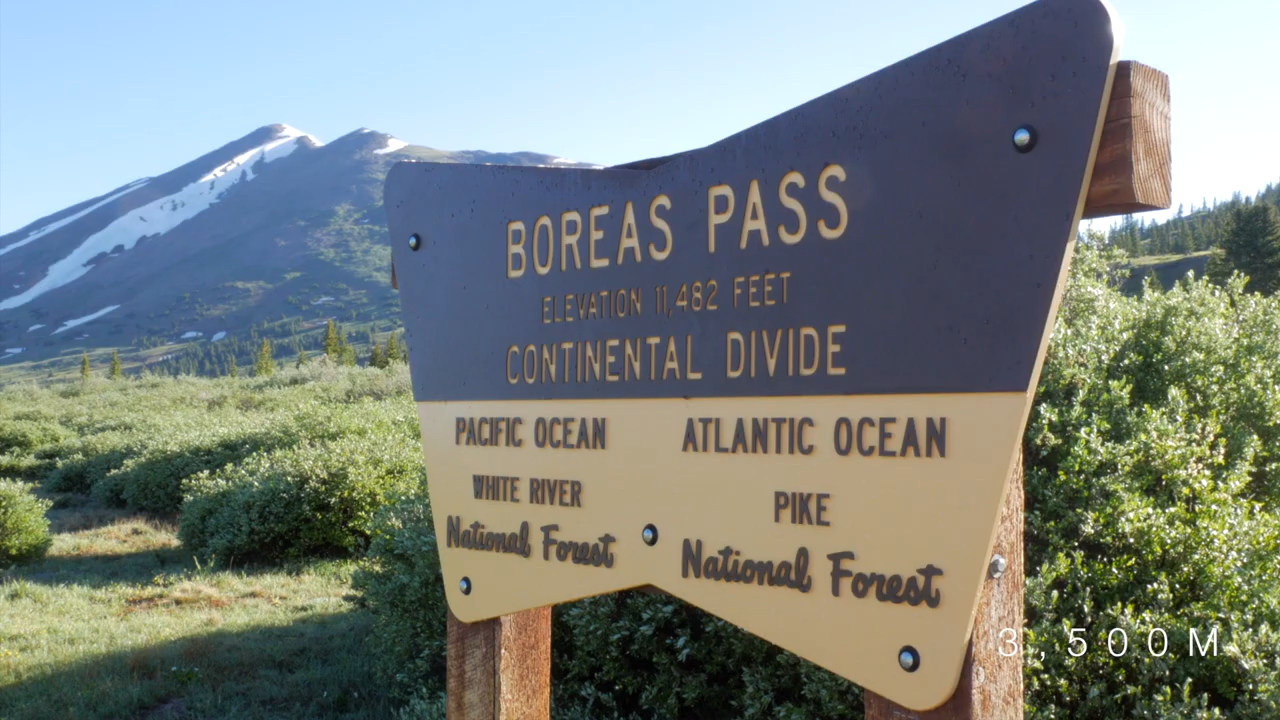 BOREAS PASS
ELEVATION 11,482 FEET
CONTINENTAL DIVIDE
PACIFIC OCEAN
WHITE RIVER
National Forest
ATLANTIC OCEAN
PIKE
National Forest
3,500M